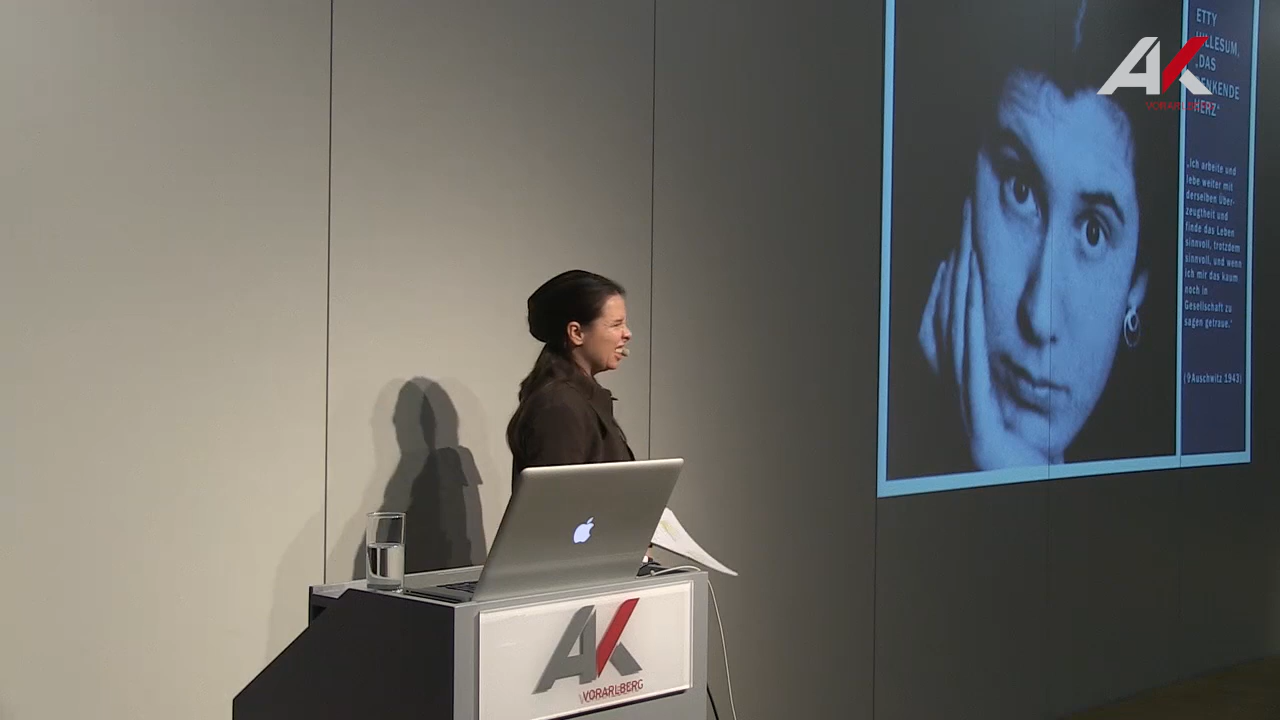 ETTY
HILLESUM,
„DAS
DENKENDE
HERZ“
„Ich arbeite und
lebe weiter mit
derselben Über-
zeugtheit und
finde das Leben
sinnvoll, trotzdem
sinnvoll, und wenn
ich mir das kaum
noch in
Gesellschaft zu
sagen getraue.“
(✞Auschwitz 1943)
AK
VORARLBERG
AK
VORARLBERG